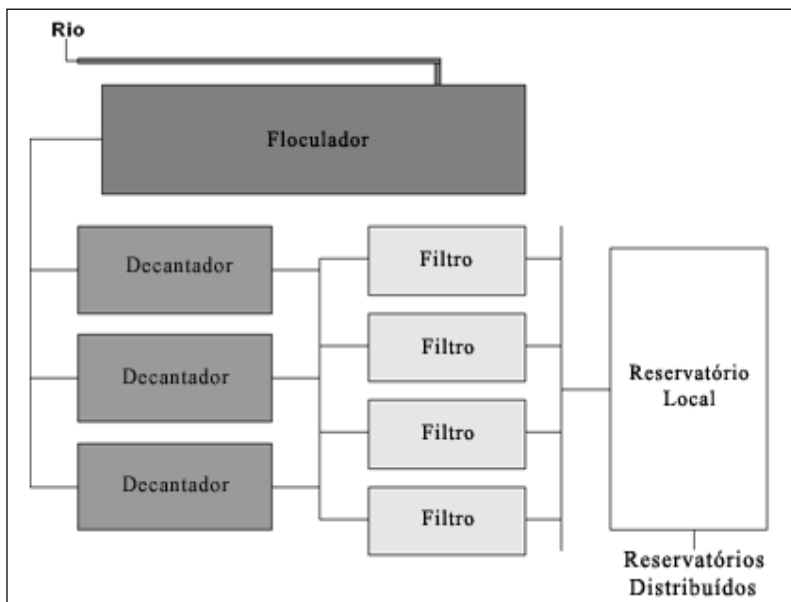 Rio
Floculador
Decantador
Decantador
Decantador
Filtro
Filtro
Filtro
Filtro
Reservatório
Local
Reservatórios
Distribuídos